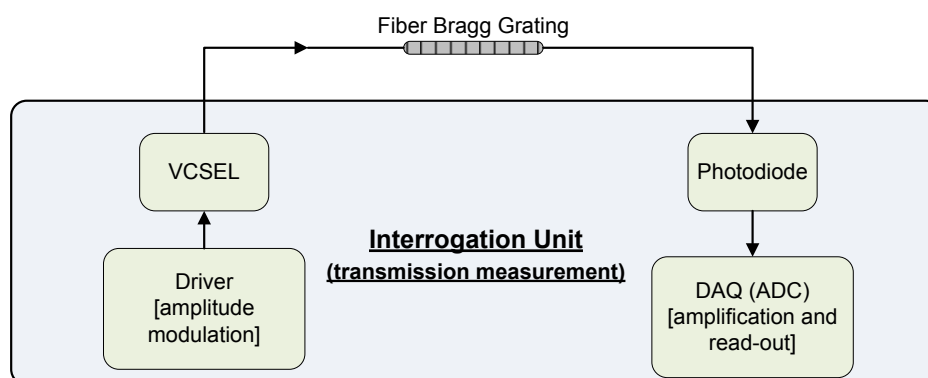 Fiber Bragg Grating
VCSEL
Photodiode
Interrogation Unit
(transmission measurement)
Driver
[amplitude
modulation]
DAQ (ADC)
[amplification and
read-out]